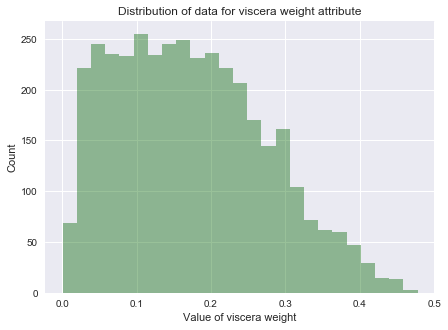 Distribution of data for viscera weight attribute
250
200
150
100
50
0
Count
0.0 0.1 0.2 0.3 0.4 0.5
Value of viscera weight